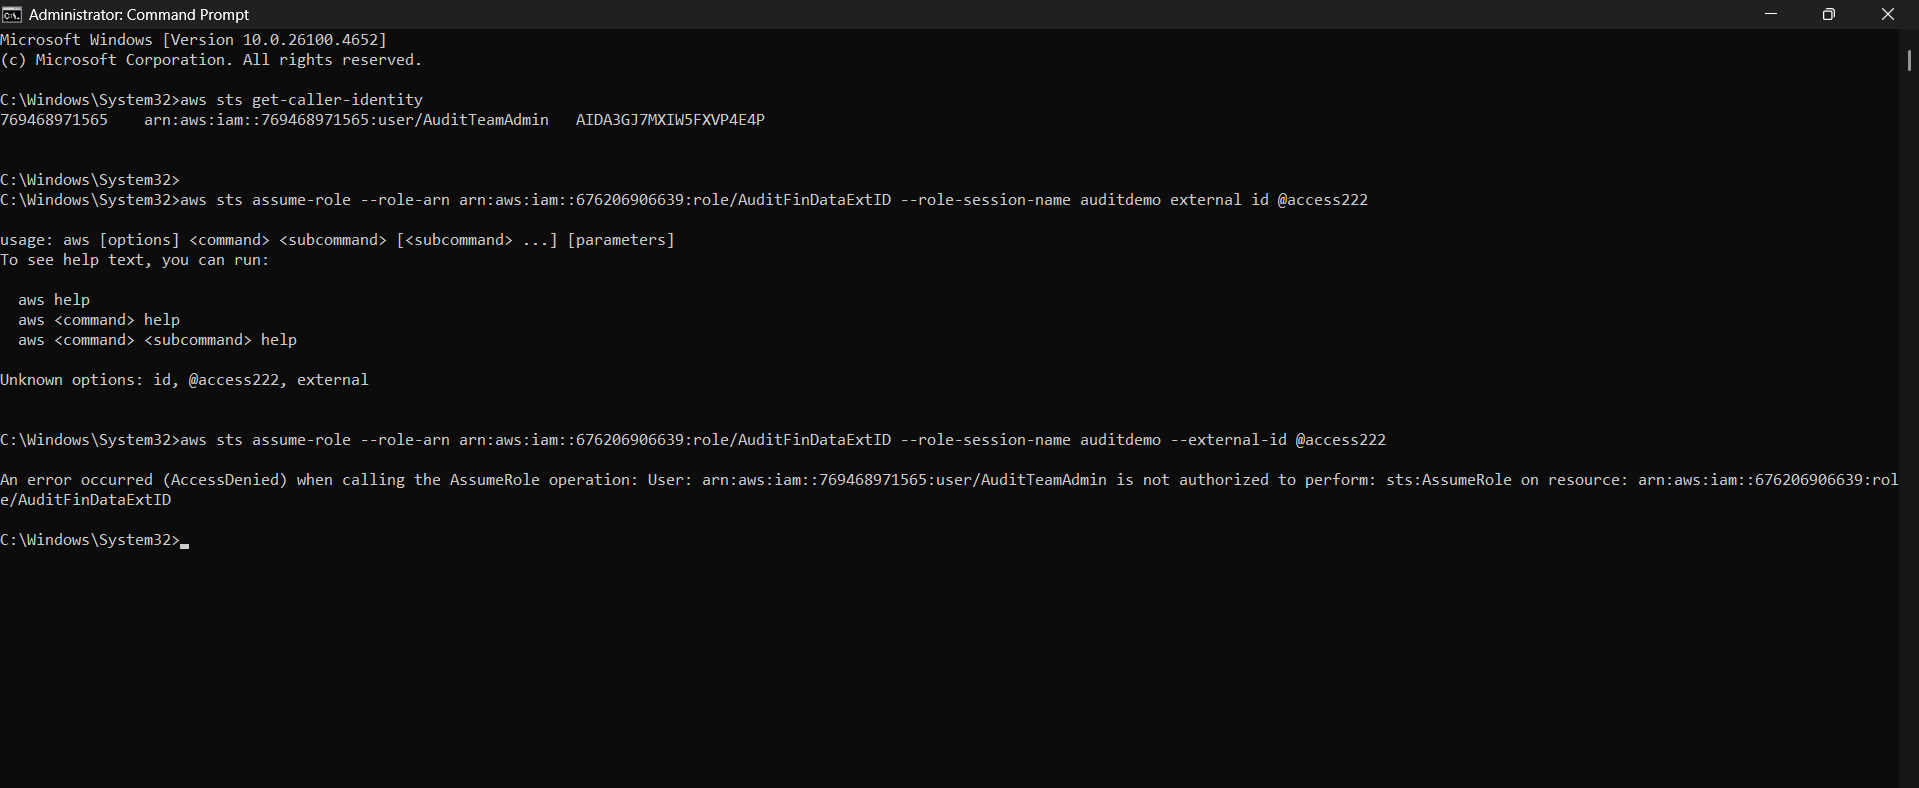 Administrator: Command Prompt
Microsoft Windows [Version 10.0.26100.4652]
(c) Microsoft Corporation. All rights reserved.
C:\Windows\System32>aws sts get-caller-identity
769468971565    arn:aws:iam::769468971565:user/AuditTeamAdmin   AIDA3GJ7MXIW5FXVP4E4P
C:\Windows\System32>
C:\Windows\System32>aws sts assume-role --role-arn arn:aws:iam::676206906639:role/AuditFinDataExtID --role-session-name auditdemo external id @access222
usage: aws [options] <command> <subcommand> [<subcommand> ...] [parameters]
To see help text, you can run:
  aws help
  aws <command> help
  aws <command> <subcommand> help
Unknown options: id, @access222, external
C:\Windows\System32>aws sts assume-role --role-arn arn:aws:iam::676206906639:role/AuditFinDataExtID --role-session-name auditdemo --external-id @access222
An error occurred (AccessDenied) when calling the AssumeRole operation: User: arn:aws:iam::769468971565:user/AuditTeamAdmin is not authorized to perform: sts:AssumeRole on resource: arn:aws:iam::676206906639:rol
e/AuditFinDataExtID
C:\Windows\System32>